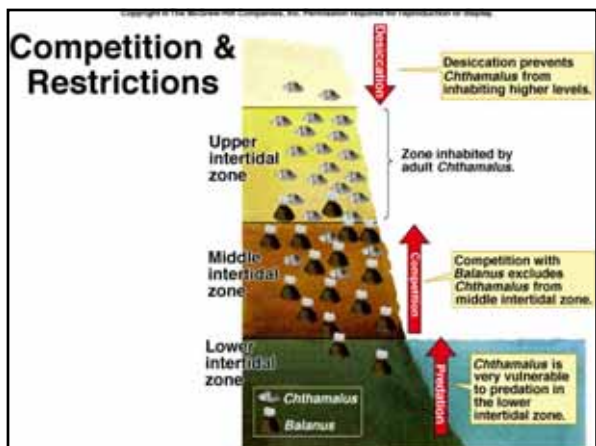 Copyright © The McGraw-Hill Companies, Inc. Permission required for reproduction or display.
Competition &
Restrictions
Desiccation
Desiccation prevents
Chthamalus from
inhabiting higher levels.
Upper
intertidal
zone
Zone inhabited by
adult Chthamalus.
Middle
intertidal
zone
Competition
Competition with
Balanus excludes
Chthamalus from
middle intertidal zone.
Lower
intertidal
zone
Predation
Chthamalus is
very vulnerable
to predation in
the lower
intertidal zone.
Chthamalus
Balanus